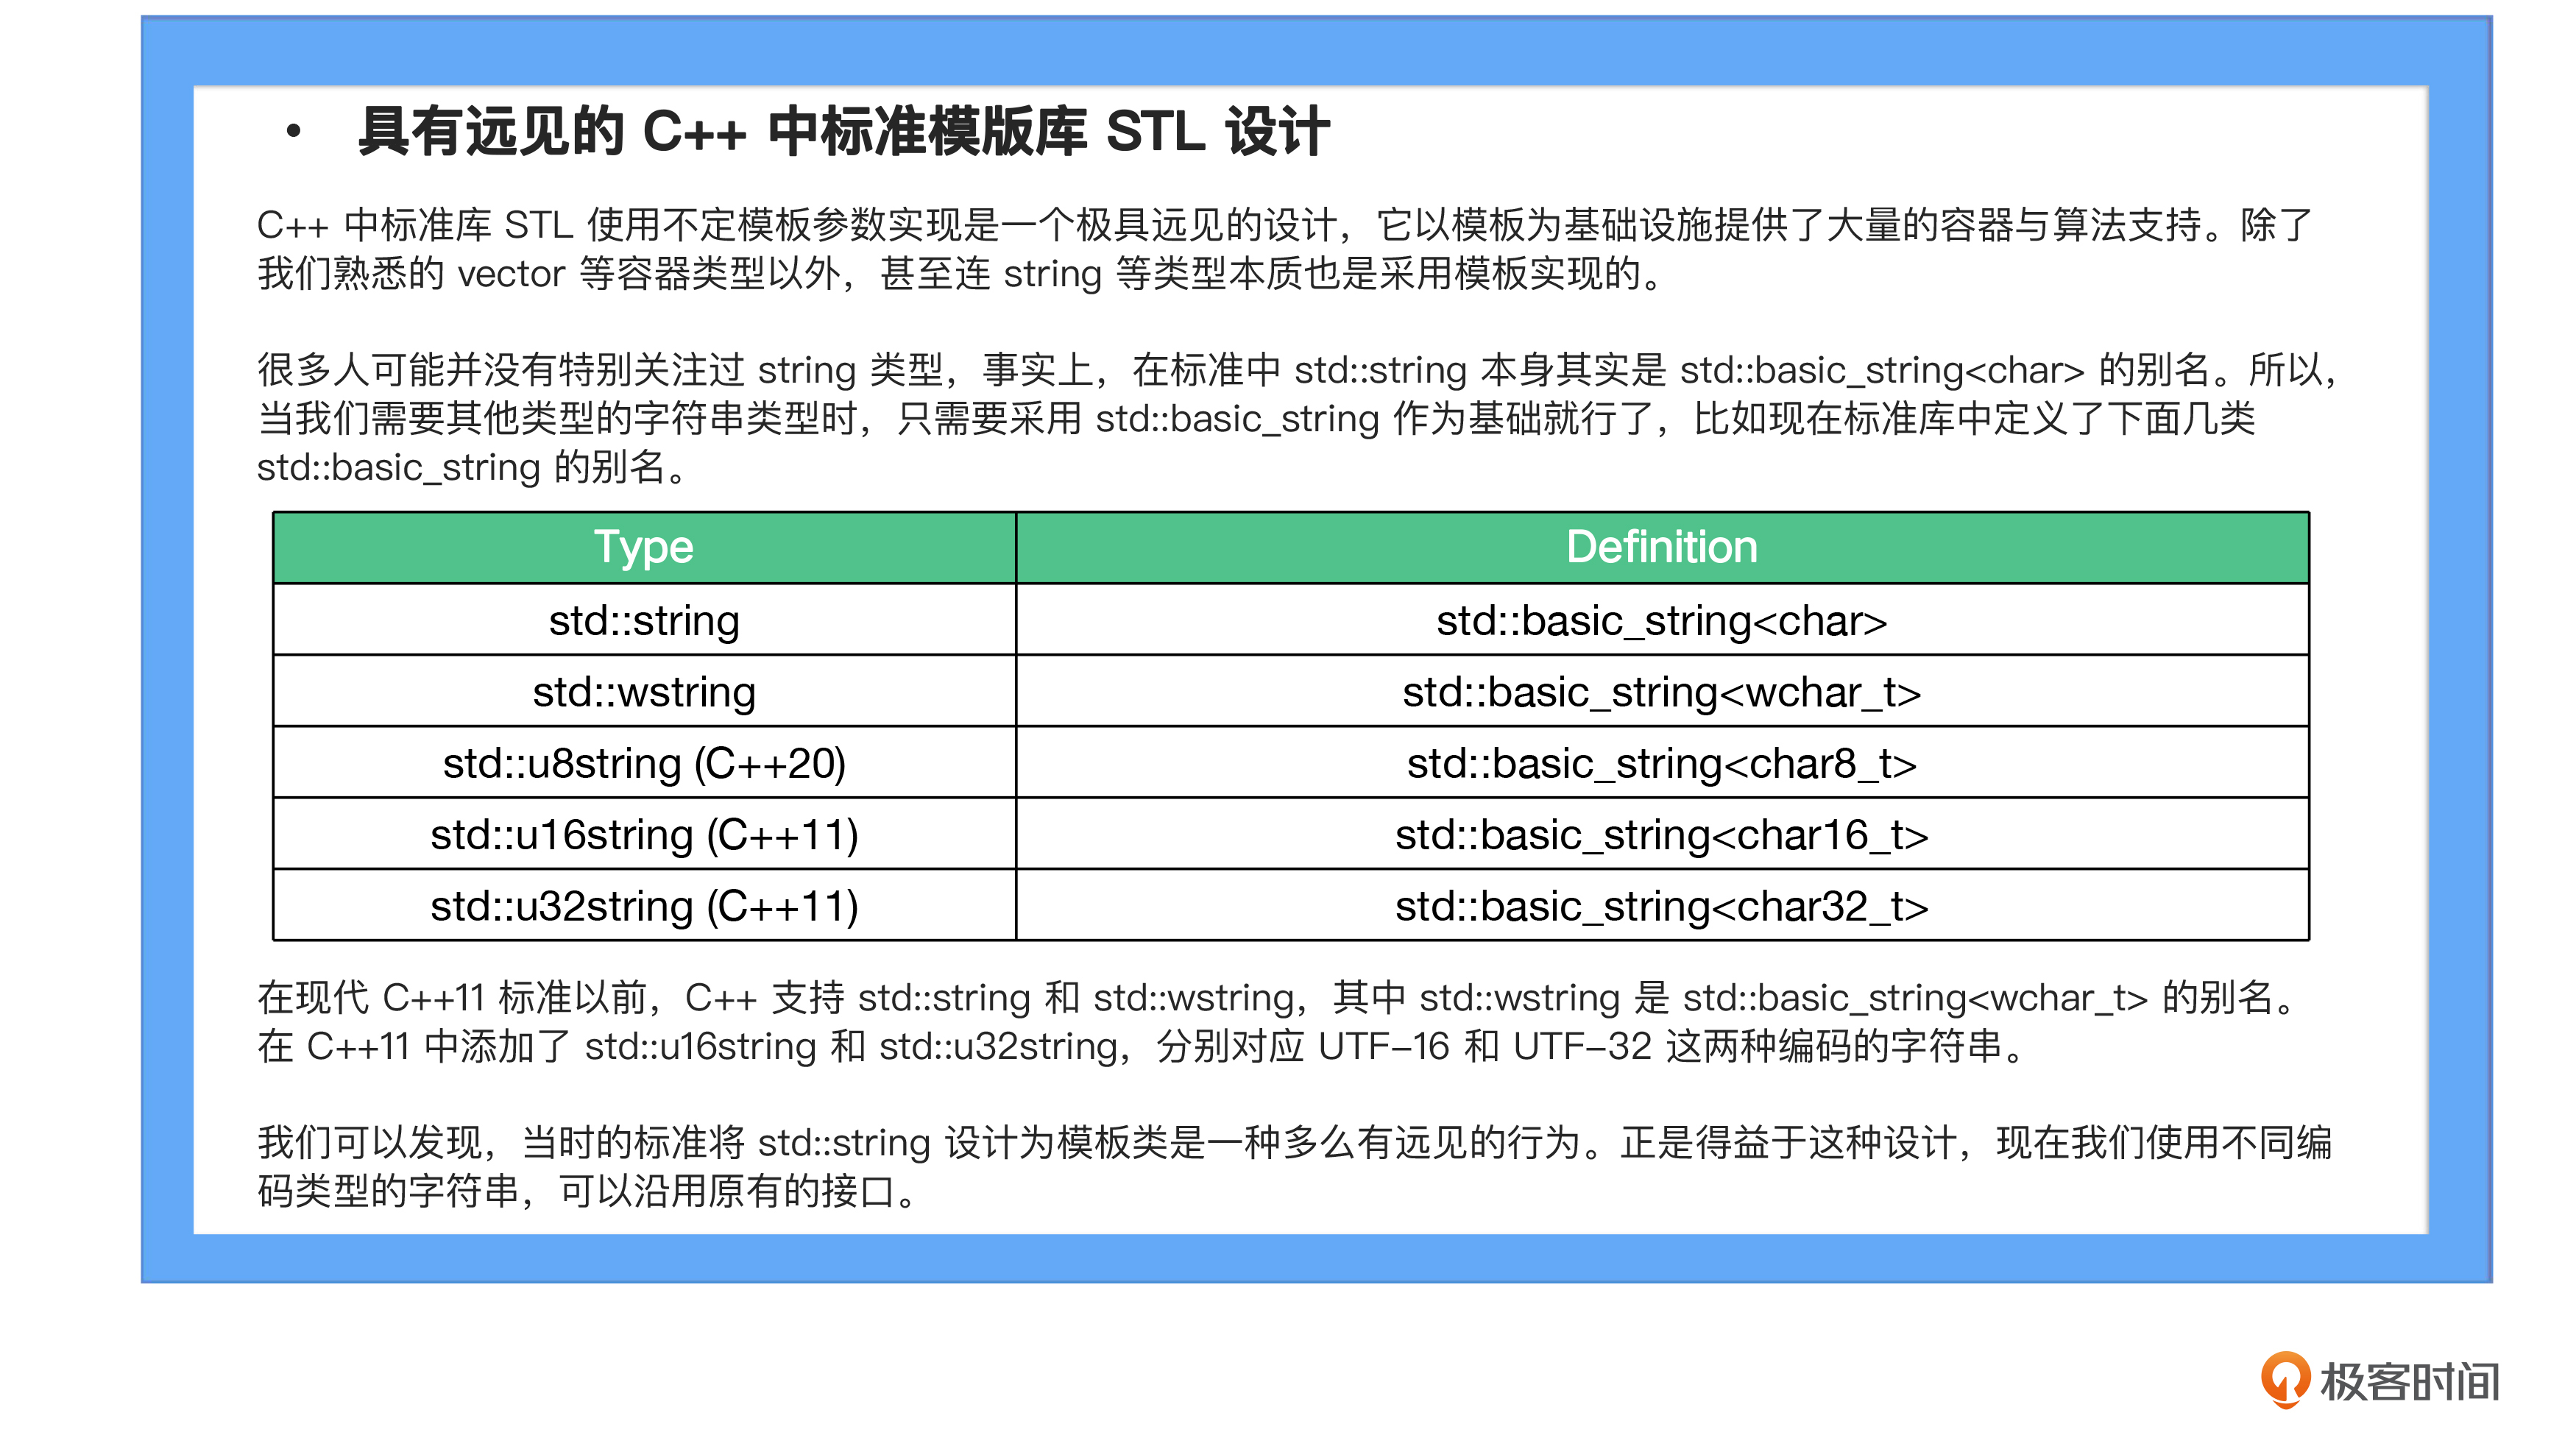 • 具有远见的 C++ 中标准模版库 STL 设计
C++ 中标准库 STL 使用不定模板参数实现是一个极具远见的设计，它以模板为基础设施提供了大量的容器与算法支持。除了
我们熟悉的 vector 等容器类型以外，甚至连 string 等类型本质也是采用模板实现的。
很多人可能并没有特别关注过 string 类型，事实上，在标准中 std::string 本身其实是 std::basic_string<char> 的别名。所以，
当我们需要其他类型的字符串类型时，只需要采用 std::basic_string 作为基础就行了，比如现在标准库中定义了下面几类
std::basic_string 的别名。
Type Definition
std::string std::basic_string<char>
std::wstring std::basic_string<wchar_t>
std::u8string (C++20) std::basic_string<char8_t>
std::u16string (C++11) std::basic_string<char16_t>
std::u32string (C++11) std::basic_string<char32_t>
在现代 C++11 标准以前，C++ 支持 std::string 和 std::wstring，其中 std::wstring 是 std::basic_string<wchar_t> 的别名。
在 C++11 中添加了 std::u16string 和 std::u32string，分别对应 UTF-16 和 UTF-32 这两种编码的字符串。
我们可以发现，当时的标准将 std::string 设计为模板类是一种多么有远见的行为。正是得益于这种设计，现在我们使用不同编
码类型的字符串，可以沿用原有的接口。
极客时间